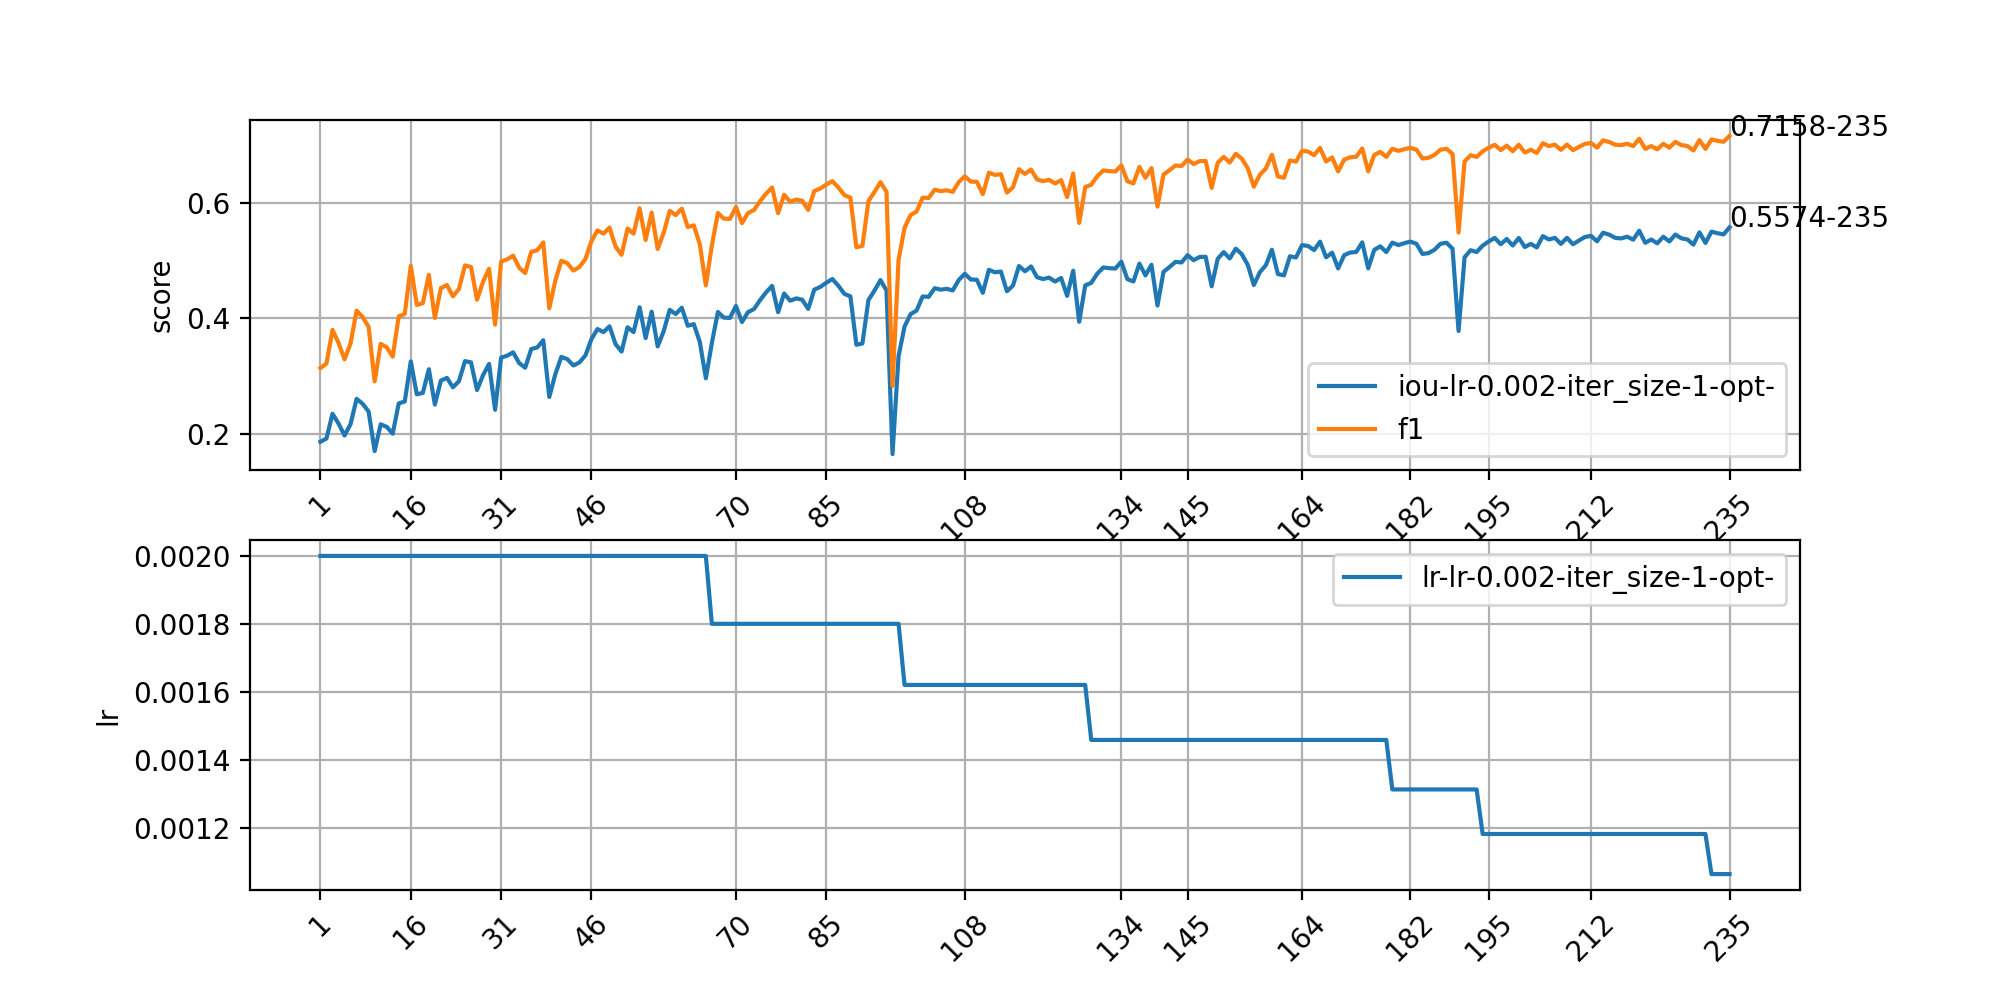 0.7158-235
0.5574-235
score
0.6
0.4
0.2
iou-lr-0.002-iter_size-1-opt-
f1
1 16 31 46 70 85 108 134 145 164 182 195 212 235
lr-lr-0.002-iter_size-1-opt-
lr
0.0020
0.0018
0.0016
0.0014
0.0012
1 16 31 46 70 85 108 134 145 164 182 195 212 235